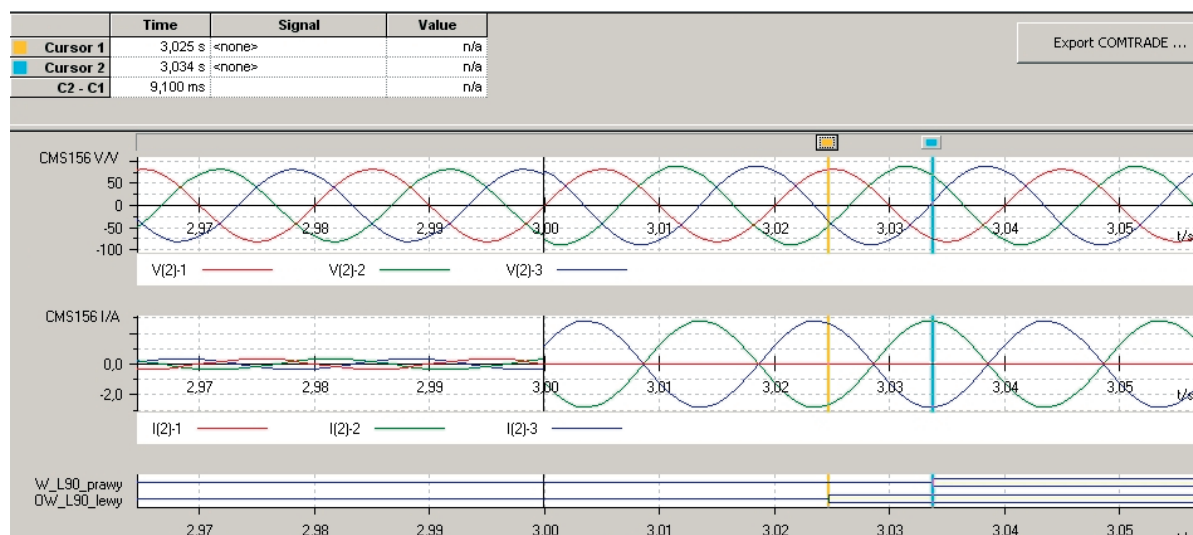 Time Signal Value
Cursor 1 3,025 s <none> n/a
Cursor 2 3,034 s <none> n/a
C2 - C1 9,100 ms n/a
Export COMTRADE ...
CMS156 V/V
50
0
-50
-100
2,97 2,98 2,99 3,00 3,01 3,02 3,03 3,04 3,05 t/s
V(2)-1 V(2)-2 V(2)-3
CMS156 I/A
0,0
-2,0
2,97 2,98 2,99 3,00 3,01 3,02 3,03 3,04 3,05 t/s
I(2)-1 I(2)-2 I(2)-3
W_L90_prawy
OW_L90_lewy
2,97 2,98 2,99 3,00 3,01 3,02 3,03 3,04 3,05